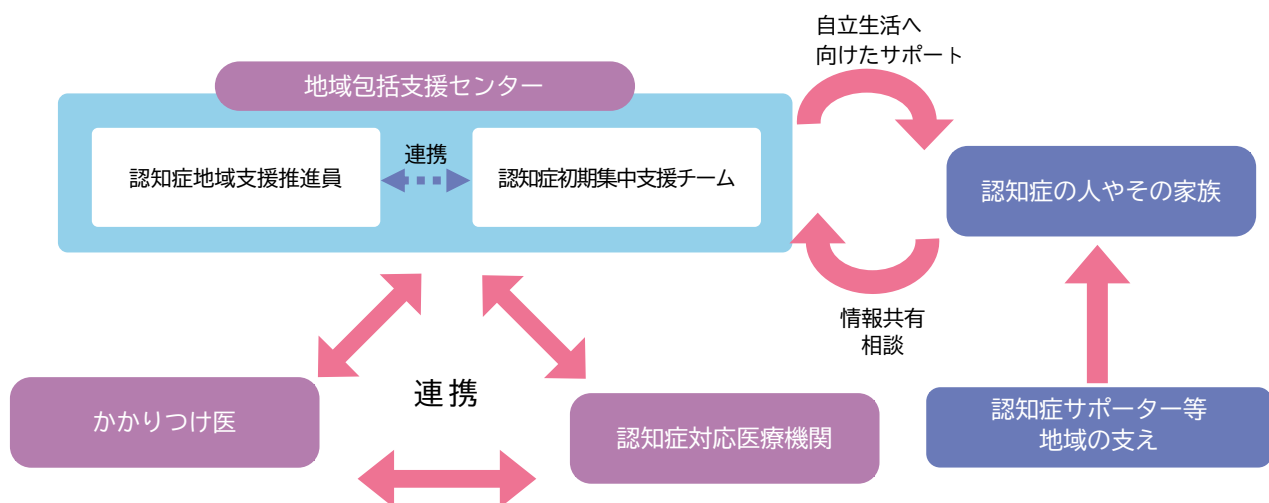 自立生活へ
向けたサポート
地域包括支援センター
認知症地域支援推進員
連携
認知症初期集中支援チーム
認知症の人やその家族
情報共有
相談
連携
かかりつけ医
認知症対応医療機関
認知症サポーター等
地域の支え